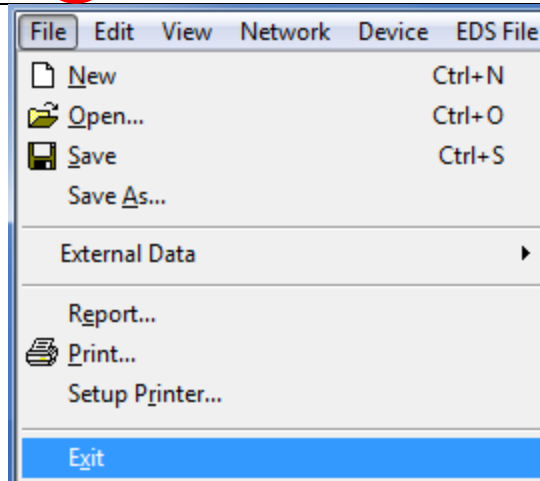 File Edit View Network Device EDS File
New Ctrl+N
Open... Ctrl+O
Save Ctrl+S
Save As...
External Data
Report...
Print...
Setup Printer...
Exit